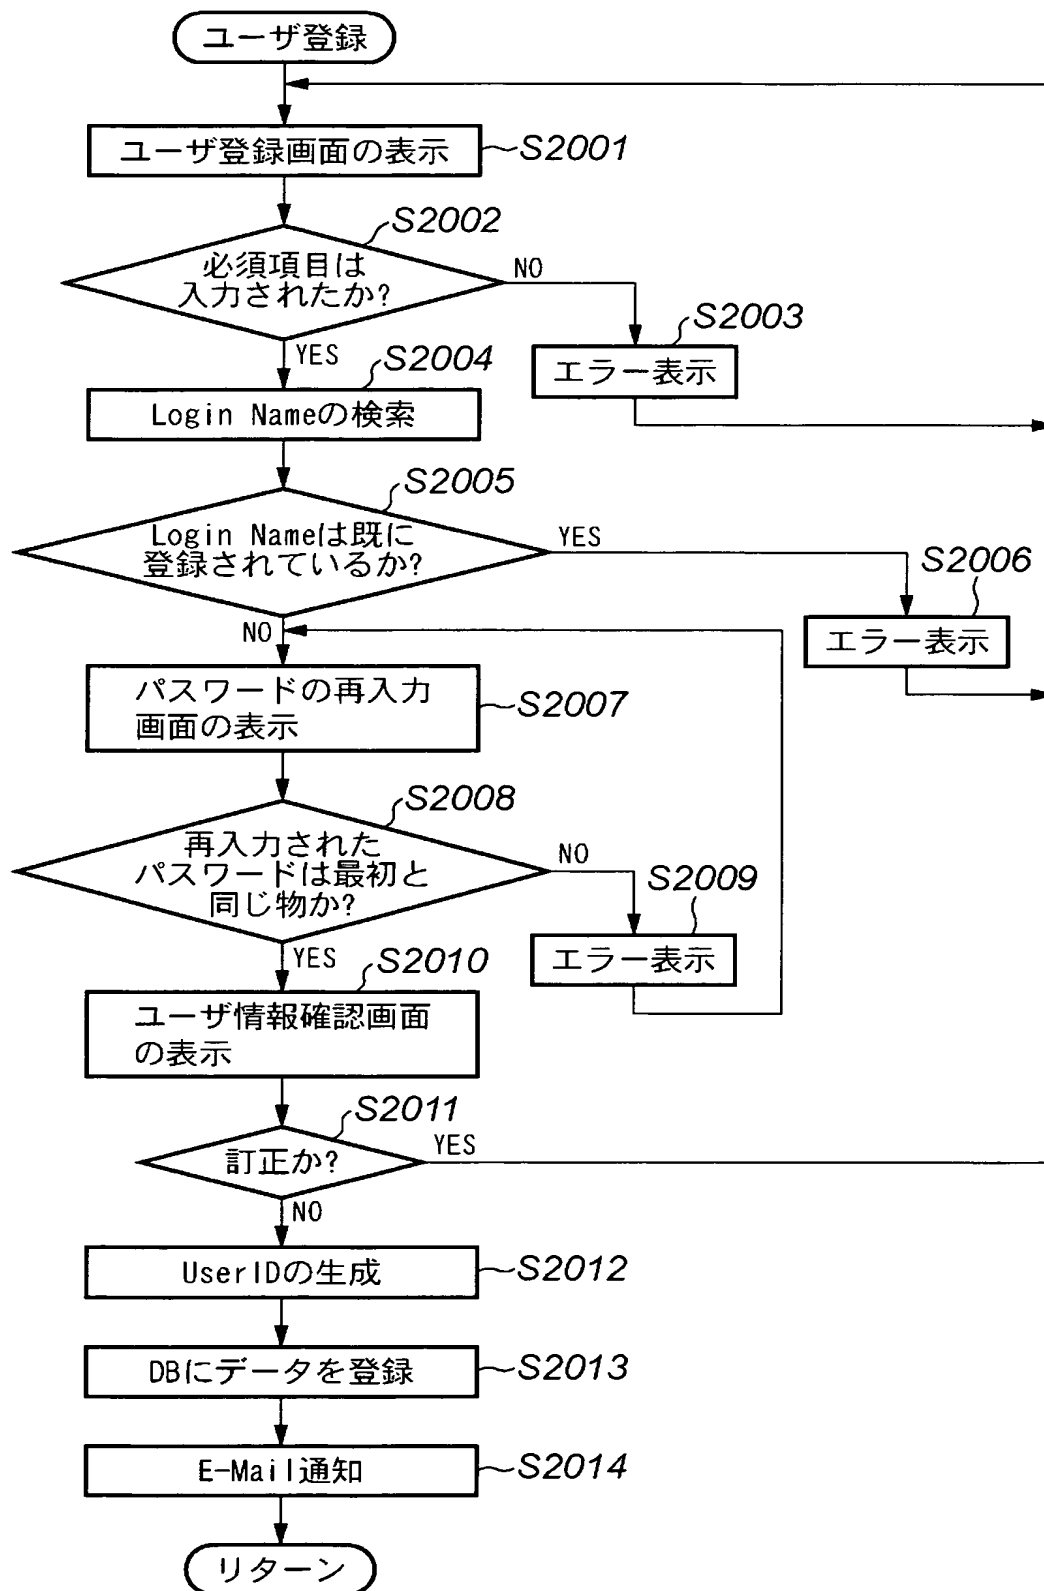 ユーザ登録
ユーザ登録画面の表示
S2001
S2002
必須項目は
入力されたか?
NO
YES
S2003
エラー表示
S2004
Login Nameの検索
S2005
Login Nameは既に
登録されているか?
YES
NO
S2006
エラー表示
パスワードの再入力
画面の表示
S2007
S2008
再入力された
パスワードは最初と
同じ物か?
NO
YES
S2009
エラー表示
S2010
ユーザ情報確認画面
の表示
S2011
訂正か?
YES
NO
UserIDの生成
S2012
DBにデータを登録
S2013
E-Mail通知
S2014
リターン